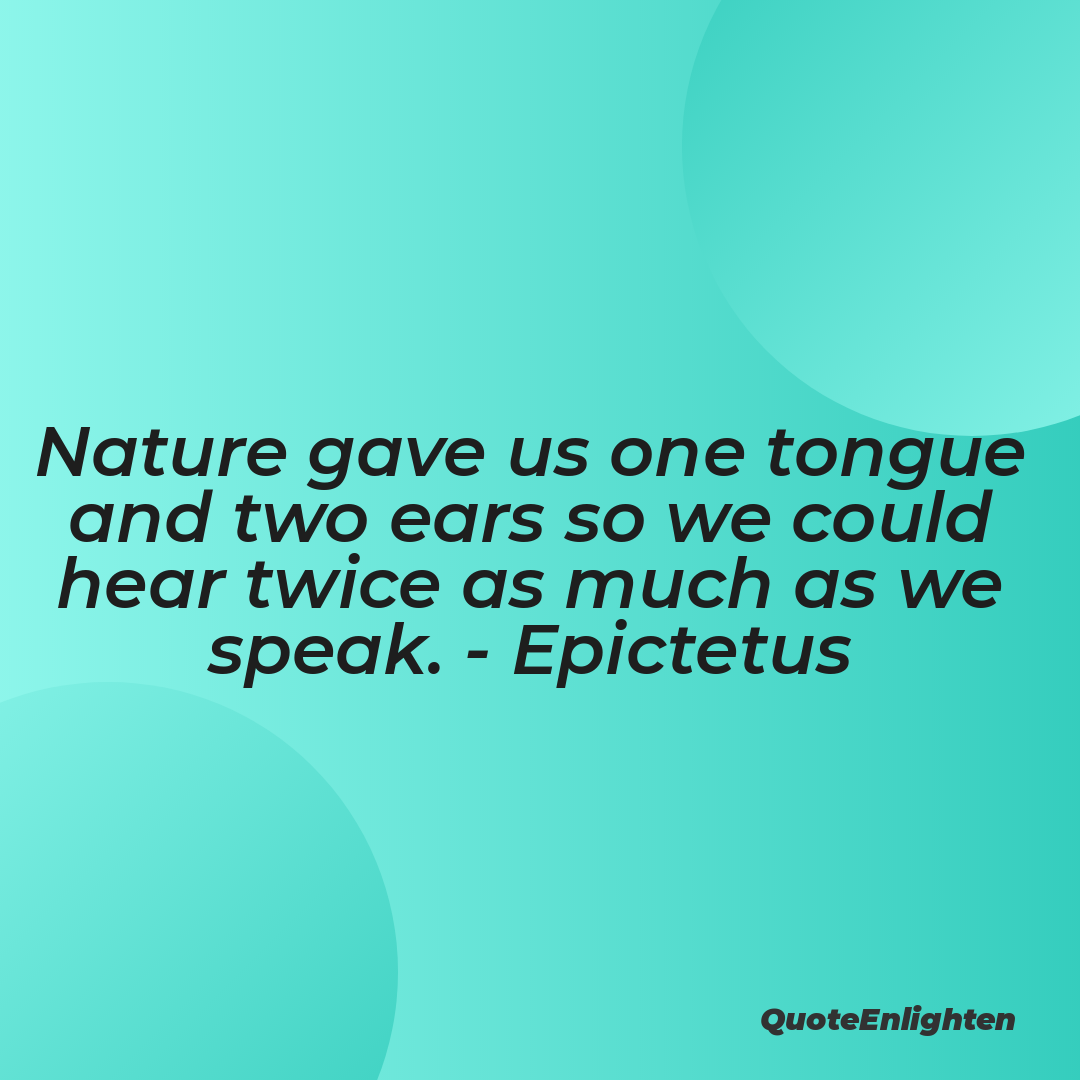 Nature gave us one tongue
and two ears so we could
hear twice as much as we
speak. - Epictetus
QuoteEnlighten